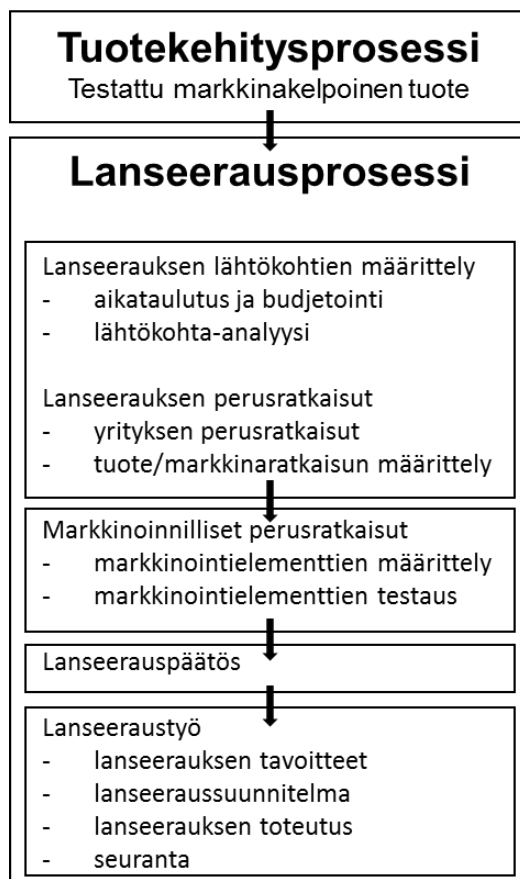 Tuotekehitysprosessi
Testattu markkinakelpoinen tuote
Lanseerausprosessi
Lanseerauksen lähtökohtien määrittely
- aikataulutus ja budjetointi
- lähtökohta-analyysi
Lanseerauksen perusratkaisut
- yrityksen perusratkaisut
- tuote/markkinaratkaisun määrittely
Markkinoinnilliset perusratkaisut
- markkinointielementtien määrittely
- markkinointielementtien testaus
Lanseerauspäätös
Lanseeraustyö
- lanseerauksen tavoitteet
- lanseeraussuunnitelma
- lanseerauksen toteutus
- seuranta